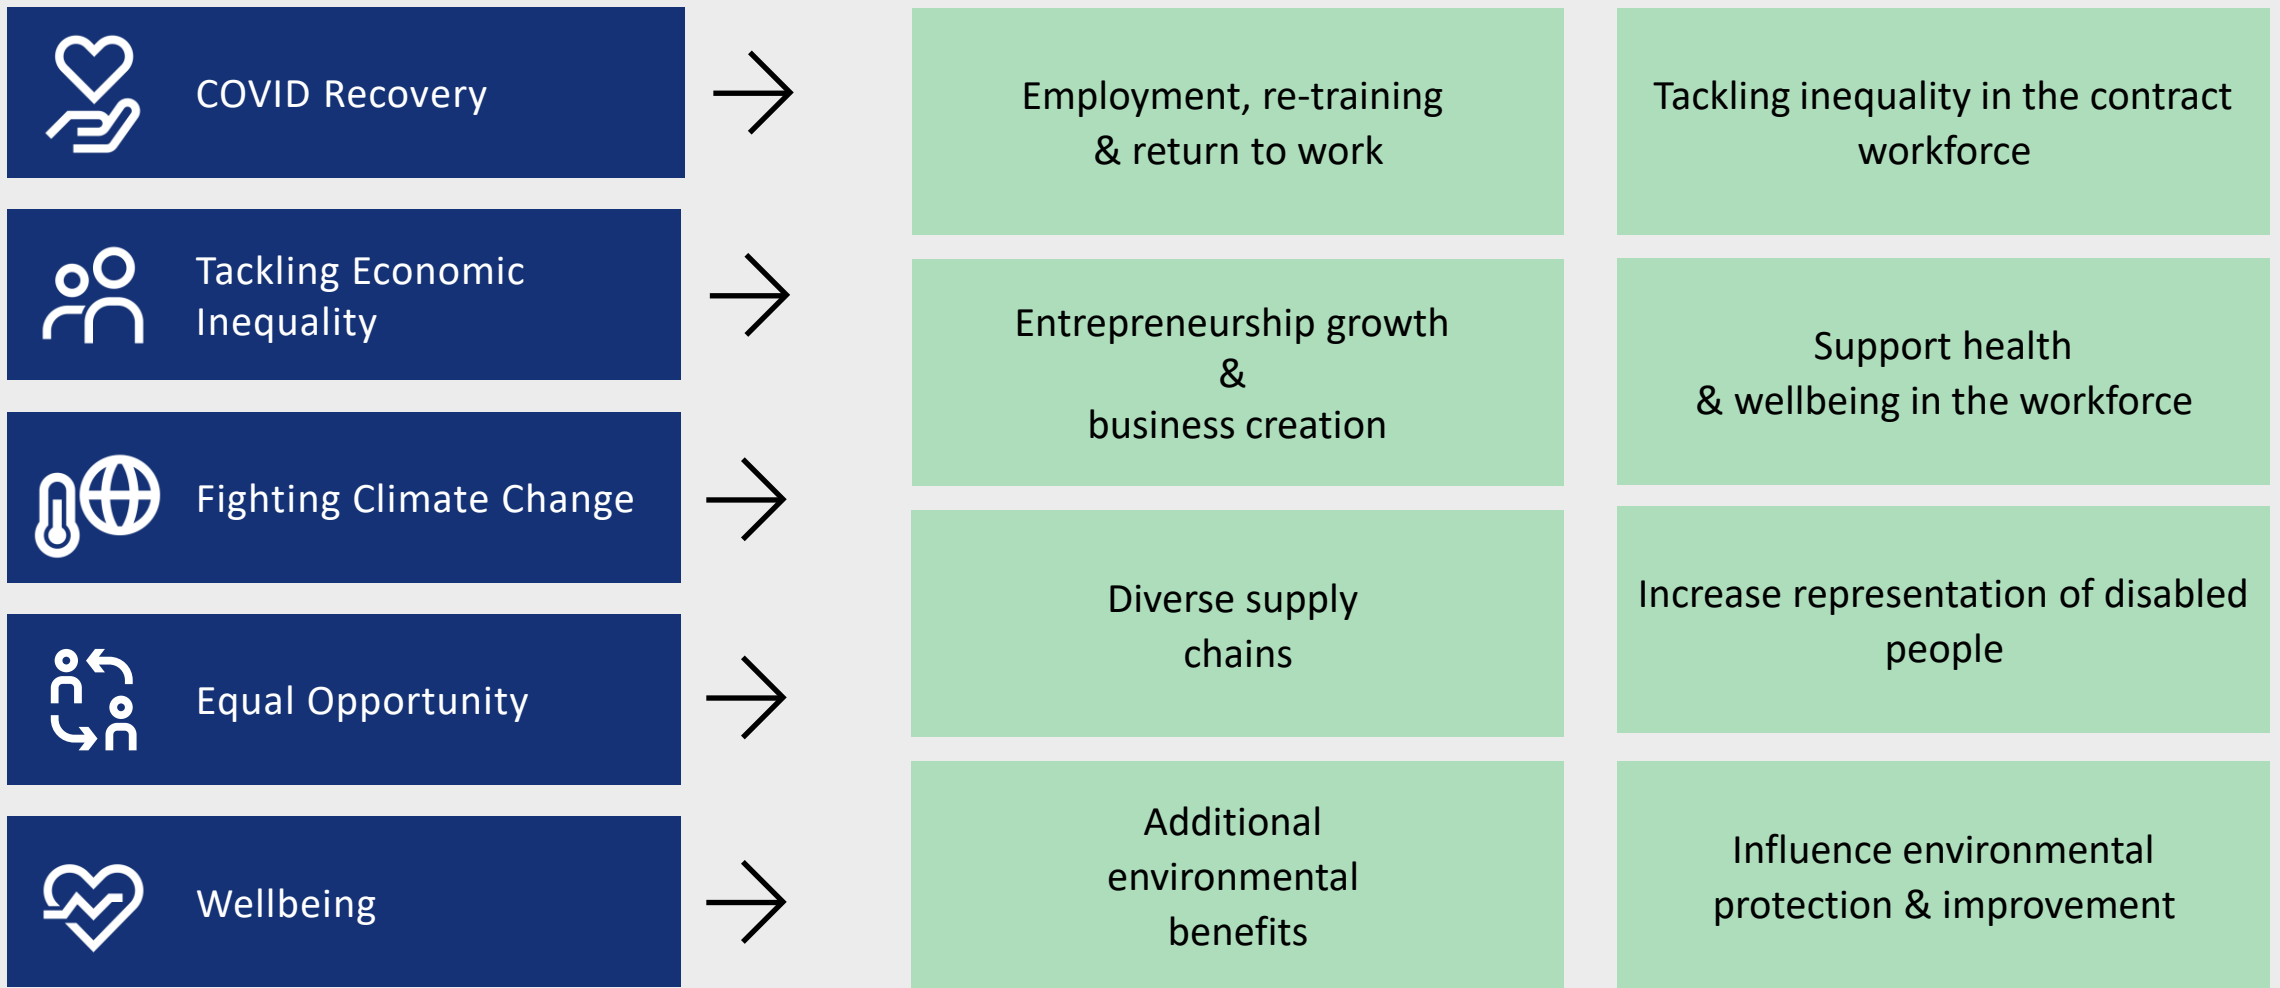 COVID Recovery
Tackling Economic
Inequality
Fighting Climate Change
Equal Opportunity
Wellbeing
Employment, re-training
& return to work
Entrepreneurship growth
&
business creation
Diverse supply
chains
Additional
environmental
benefits
Tackling inequality in the contract
workforce
Support health
& wellbeing in the workforce
Increase representation of disabled
people
Influence environmental
protection & improvement